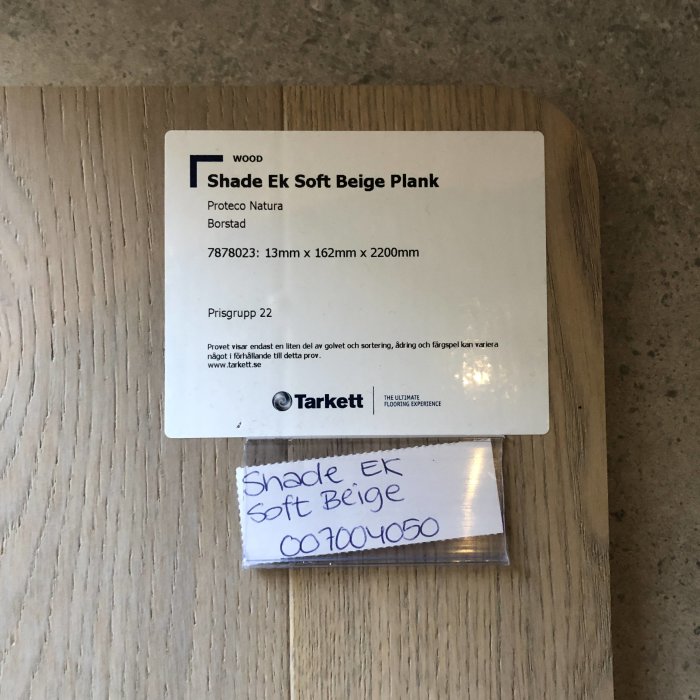 WOOD
Shade Ek Soft Beige Plank
Proteco Natura
Borstad
7878023: 13mm x 162mm x 2200mm
Prisgrupp 22
Provet visar endast en liten del av golvet och sortering, ådring och färgspel kan variera
något i förhållande till detta prov.
www.tarkett.se
Tarkett
THE ULTIMATE
FLOORING EXPERIENCE
Shade EK
Soft Beige
007004050